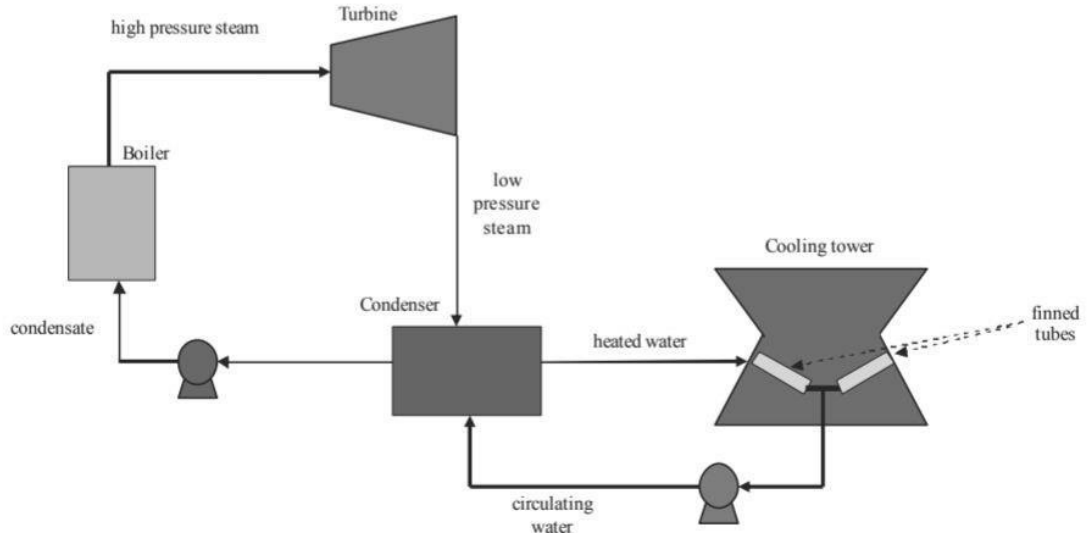 Turbine
high pressure steam
Boiler
low
pressure
steam
Cooling tower
Condenser
finned
tubes
condensate
heated water
circulating
water